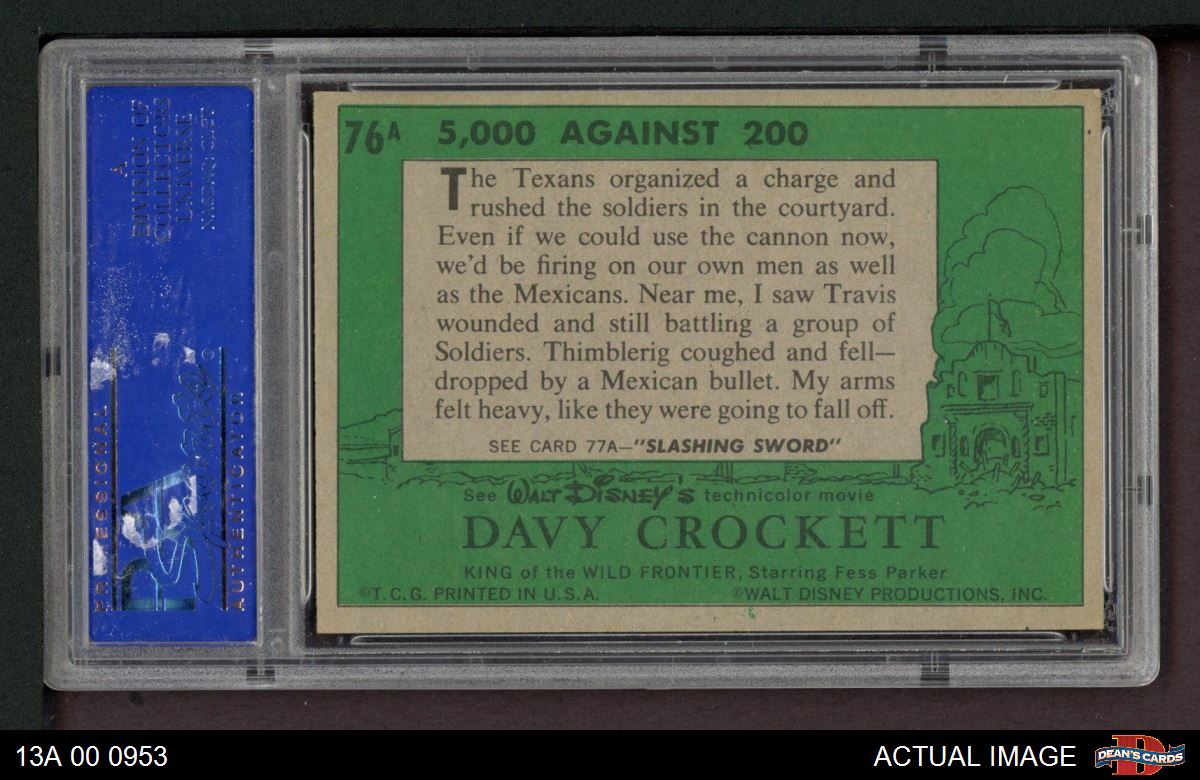 A
DIVISION OF
COLLECTORS
UNIVERSE
NASDAQ: CLCT
PSA
AUTHENTICATOR
76A 5,000 AGAINST 200
The Texans organized a charge and
rushed the soldiers in the courtyard.
Even if we could use the cannon now,
we'd be firing on our own men as well
as the Mexicans. Near me, I saw Travis
wounded and still battling a group of
Soldiers. Thimblerig coughed and fell—
dropped by a Mexican bullet. My arms
felt heavy, like they were going to fall off.
SEE CARD 77A—"SLASHING SWORD"
See WALT DISNEY'S technicolor movie
DAVY CROCKETT
KING of the WILD FRONTIER, Starring Fess Parker
©T.C.G. PRINTED IN U.S.A. ©WALT DISNEY PRODUCTIONS, INC.
13A 00 0953
ACTUAL IMAGE
DEAN'S CARDS